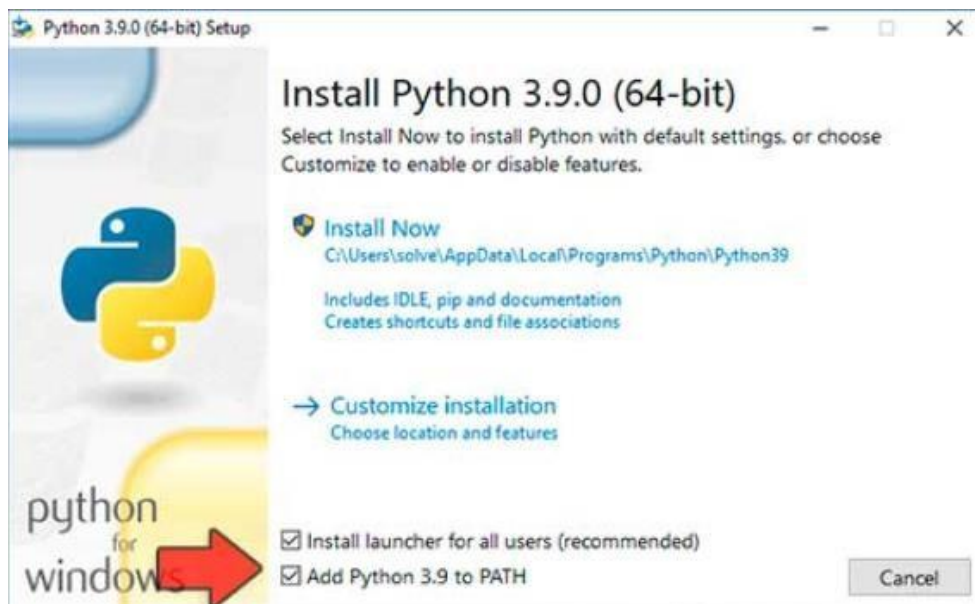 Python 3.9.0 (64-bit) Setup
Install Python 3.9.0 (64-bit)
Select Install Now to install Python with default settings, or choose
Customize to enable or disable features.
Install Now
C:\Users\solve\AppData\Local\Programs\Python\Python39
Includes IDLE, pip and documentation
Creates shortcuts and file associations
Customize installation
Choose location and features
python
for
windows
Install launcher for all users (recommended)
Add Python 3.9 to PATH
Cancel